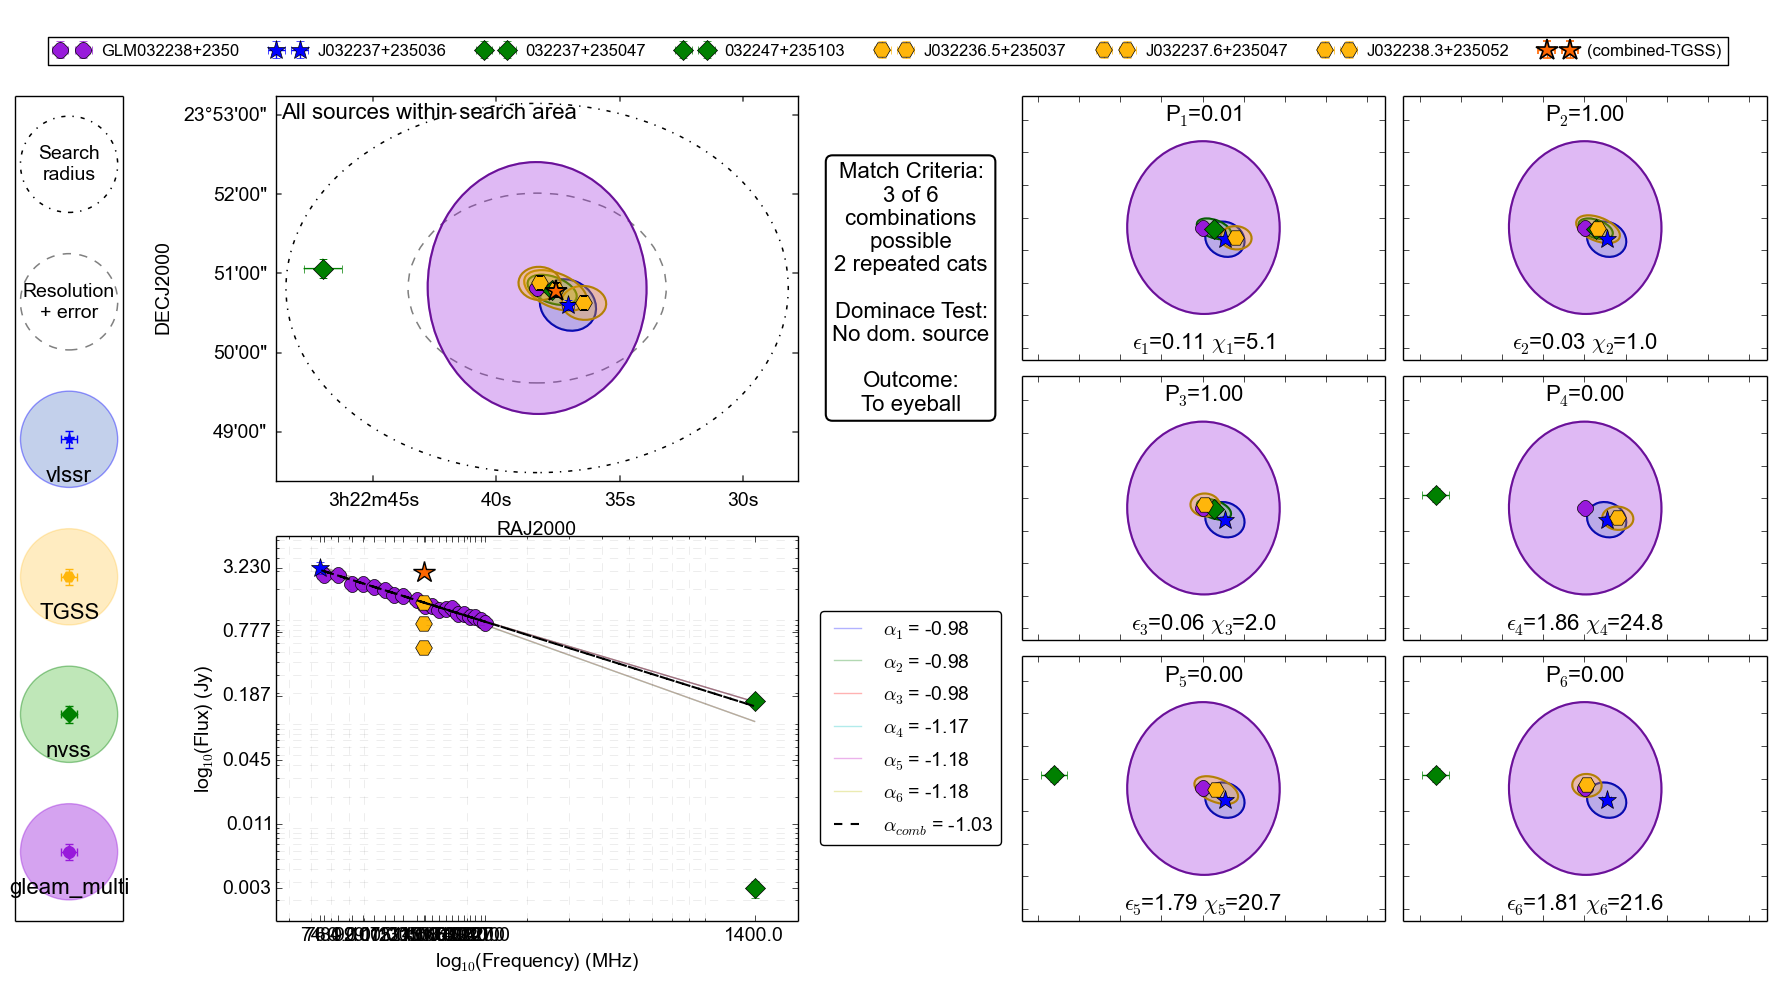 GLM032238+2350 J032237+235036 032237+235047 032247+235103 J032236.5+235037 J032237.6+235047 J032238.3+235052 (combined-TGSS)
Search
radius
Resolution
+ error
vlssr
TGSS
nvss
gleam_multi
All sources within search area
DECJ2000
23°53'00"
52'00"
51'00"
50'00"
49'00"
3h22m45s 40s 35s 30s
RAJ2000
log10(Flux) (Jy)
3.230
0.777
0.187
0.045
0.011
0.003
1400.0
log10(Frequency) (MHz)
Match Criteria:
3 of 6
combinations
possible
2 repeated cats
Dominace Test:
No dom. source
Outcome:
To eyeball
α1 = -0.98
α2 = -0.98
α3 = -0.98
α4 = -1.17
α5 = -1.18
α6 = -1.18
αcomb = -1.03
P1=0.01
ϵ1=0.11 χ1=5.1
P2=1.00
ϵ2=0.03 χ2=1.0
P3=1.00
ϵ3=0.06 χ3=2.0
P4=0.00
ϵ4=1.86 χ4=24.8
P5=0.00
ϵ5=1.79 χ5=20.7
P6=0.00
ϵ6=1.81 χ6=21.6